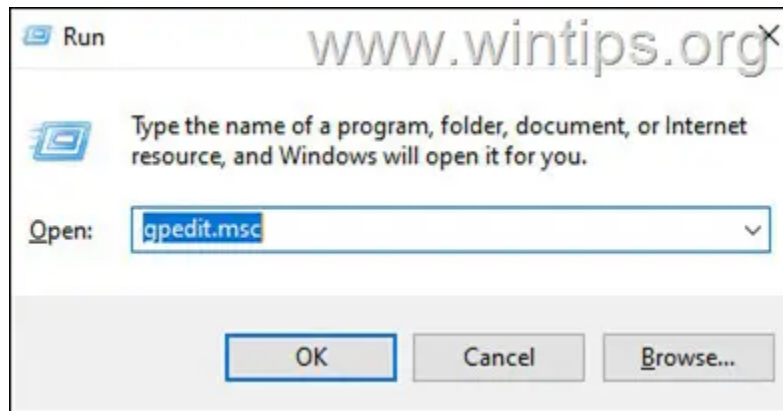 Run
www.wintips.org
Type the name of a program, folder, document, or Internet
resource, and Windows will open it for you.
Open:
gpedit.msc
OK
Cancel
Browse...